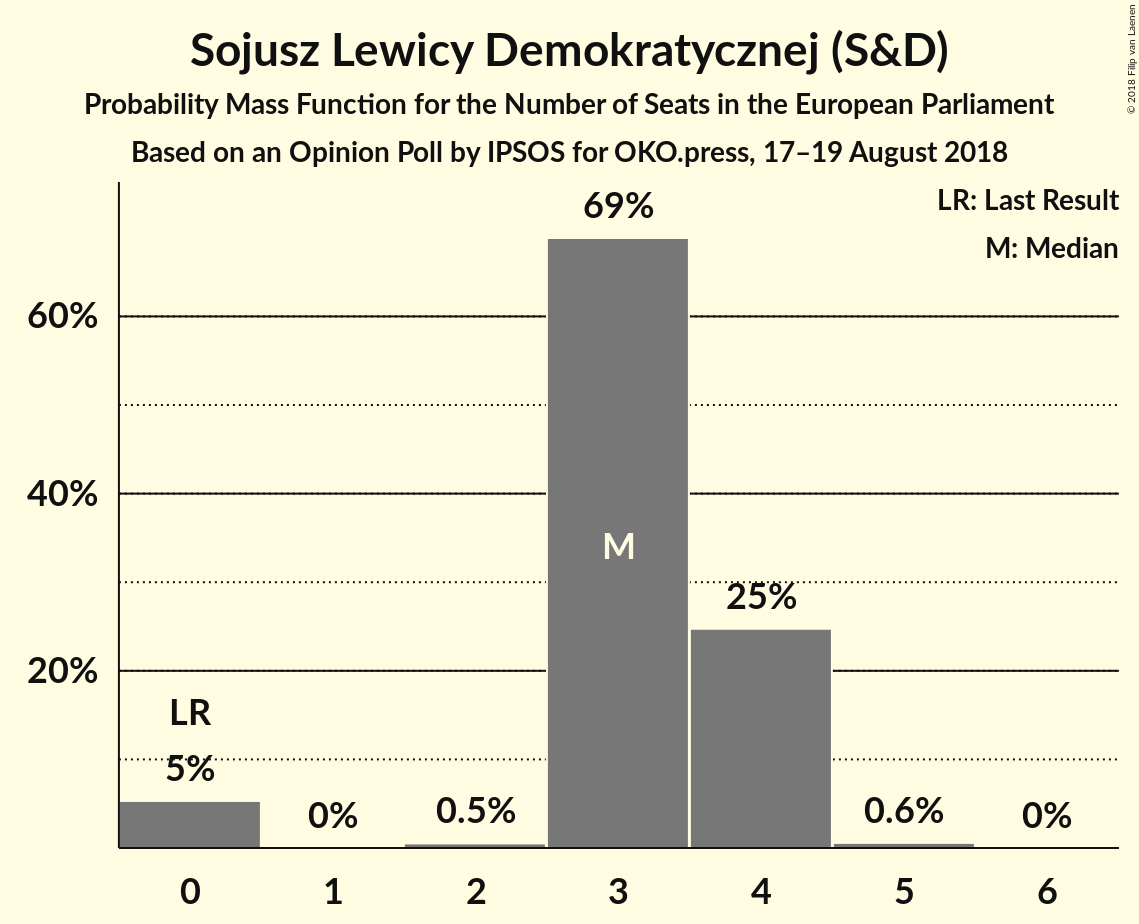 Sojusz Lewicy Demokratycznej (S&D)
Probability Mass Function for the Number of Seats in the European Parliament
Based on an Opinion Poll by IPSOS for OKO.press, 17–19 August 2018
© 2018 Filip van Laenen
LR: Last Result
M: Median
69%
60%
40%
M
25%
20%
LR
5%
0%
0.5%
0.6%
0%
0 1 2 3 4 5 6